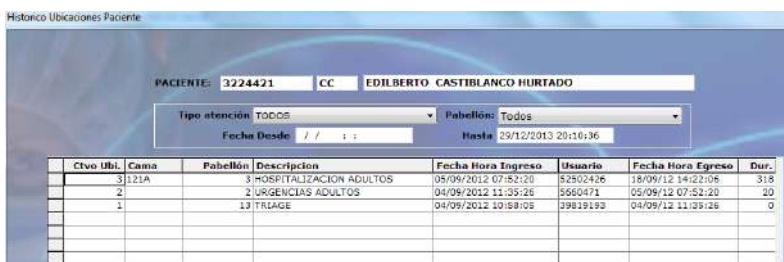 Historico Ubicaciones Paciente
PACIENTE: 3224421 CC EDILBERTO CASTIBLANCO HURTADO
Tipo atención TODOS Pabellón: Todos
Fecha Desde / / : : Hasta 29/12/2013 20:10:36
Ctvo Ubi. Cama Pabellón Descripcion Fecha Hora Ingreso Usuario Fecha Hora Egreso Dur.
3 121A 3 HOSPITALIZACION ADULTOS 05/09/2012 07:52:20 52502426 18/09/12 14:22:06 318
2 2 URGENCIAS ADULTOS 04/09/2012 11:35:26 5660471 05/09/12 07:52:20 20
1 13 TRIAGE 04/09/2012 10:58:05 39819193 04/09/12 11:35:26 0